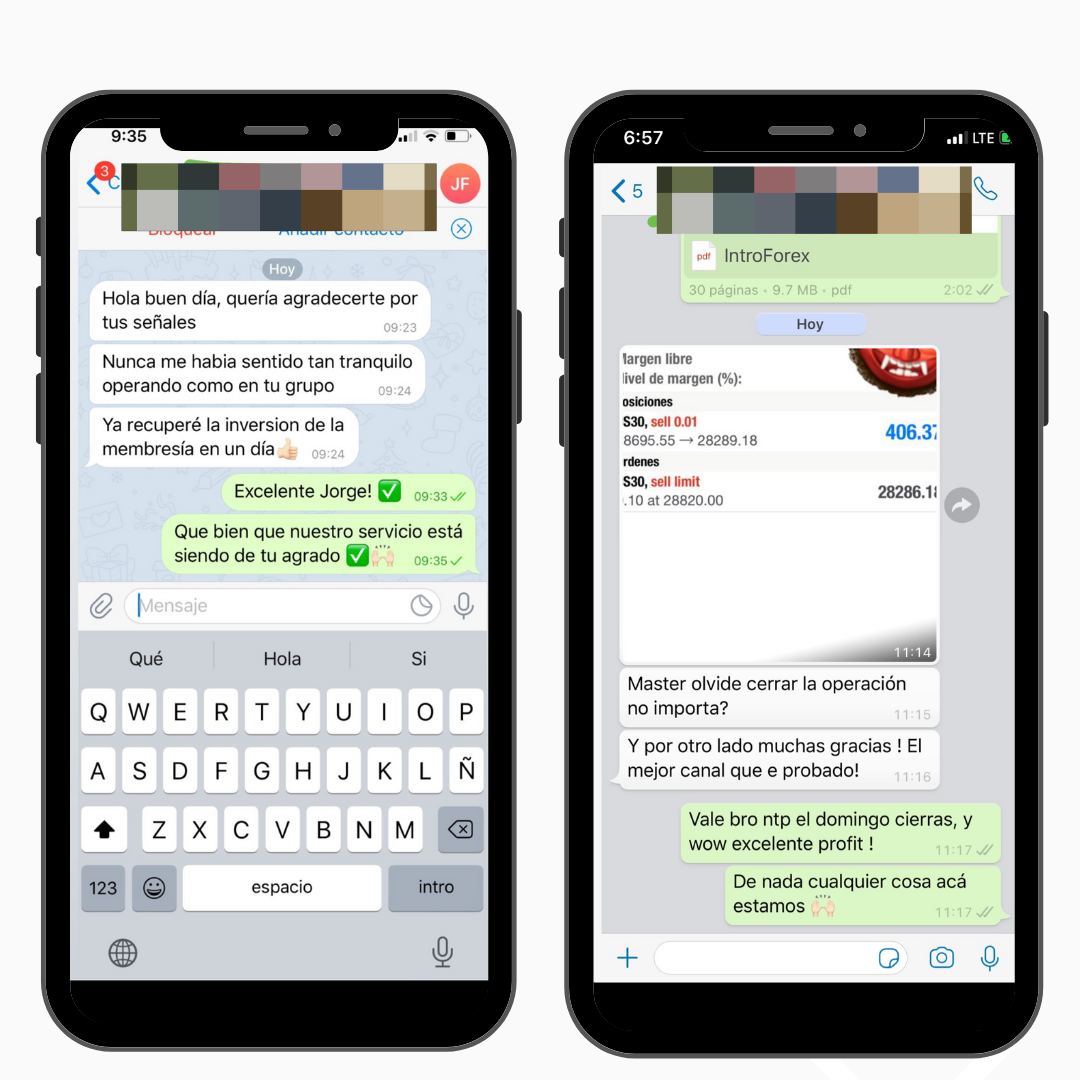 9:35
3
JF
Hoy
Hola buen día, quería agradecerte por
tus señales
09:23
Nunca me habia sentido tan tranquilo
operando como en tu grupo
09:24
Ya recuperé la inversion de la
membresía en un día👍🏻
09:24
Excelente Jorge! ✅
09:33
Que bien que nuestro servicio está
siendo de tu agrado ✅🙌🏻
09:35
Mensaje
Qué Hola Si
Q W E R T Y U I O P
A S D F G H J K L Ñ
Z X C V B N M
123 espacio intro
6:57
LTE
5
pdf IntroForex
30 páginas • 9.7 MB • pdf
2:02
Hoy
Margen libre
livel de margen (%):
osiciones
S30, sell 0.01
8695.55 → 28289.18
406.37
rdenes
S30, sell limit
.10 at 28820.00
28286.18
11:14
Master olvide cerrar la operación
no importa?
11:15
Y por otro lado muchas gracias ! El
mejor canal que e probado!
11:16
Vale bro ntp el domingo cierras, y
wow excelente profit !
11:17
De nada cualquier cosa acá
estamos 🙌🏻
11:17